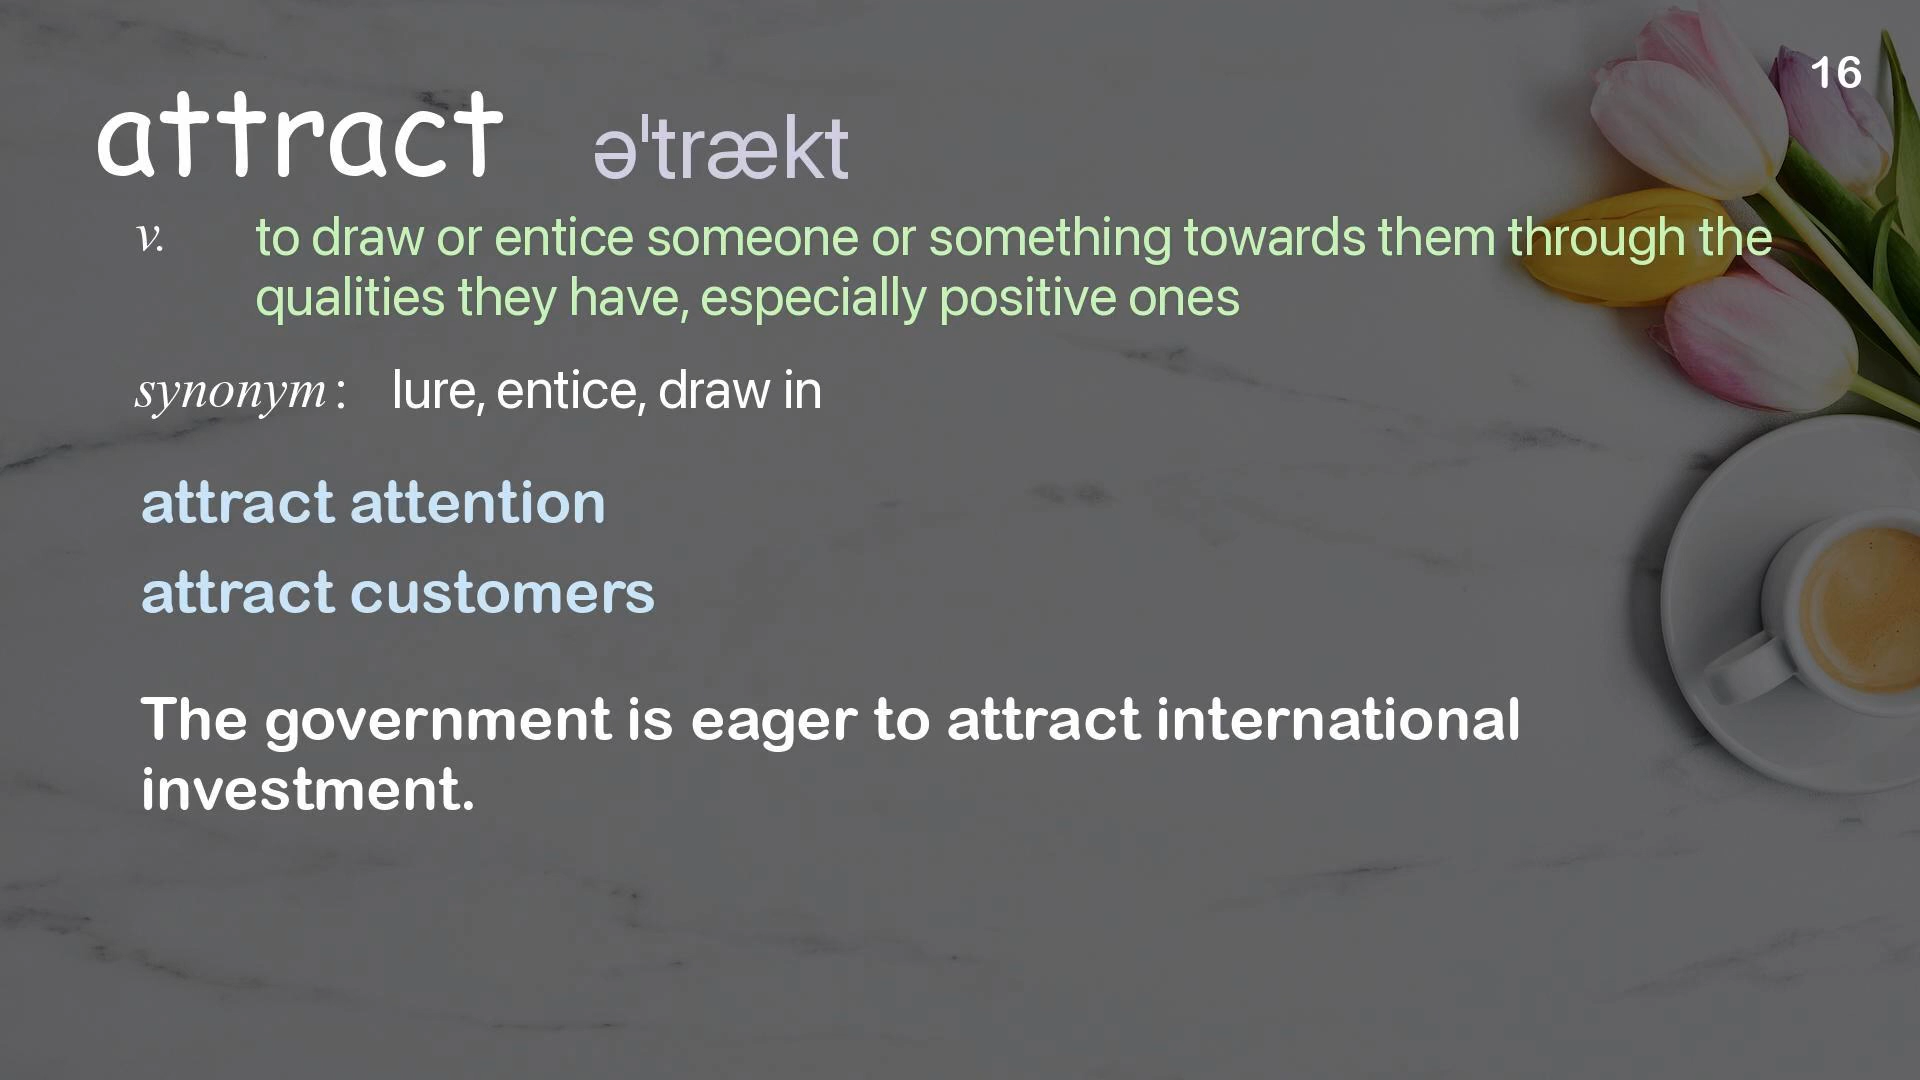 16
attract əˈtrækt
v. to draw or entice someone or something towards them through the
qualities they have, especially positive ones
synonym : lure, entice, draw in
attract attention
attract customers
The government is eager to attract international
investment.